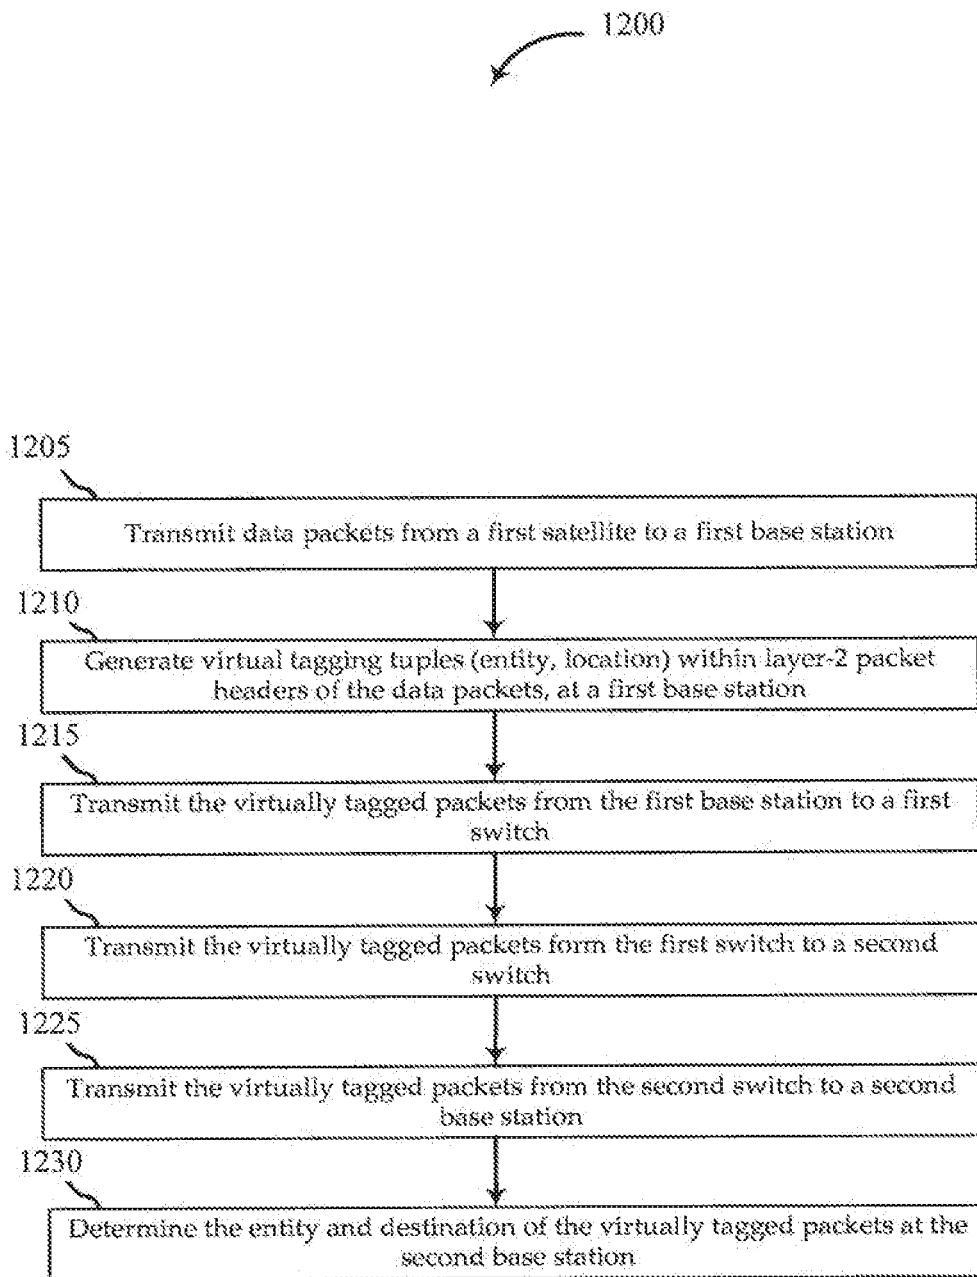 1200
1205
Transmit data packets from a first satellite to a first base station
1210
Generate virtual tagging tuples (entity, location) within layer-2 packet
headers of the data packets, at a first base station
1215
Transmit the virtually tagged packets from the first base station to a first
switch
1220
Transmit the virtually tagged packets form the first switch to a second
switch
1225
Transmit the virtually tagged packets from the second switch to a second
base station
1230
Determine the entity and destination of the virtually tagged packets at the
second base station